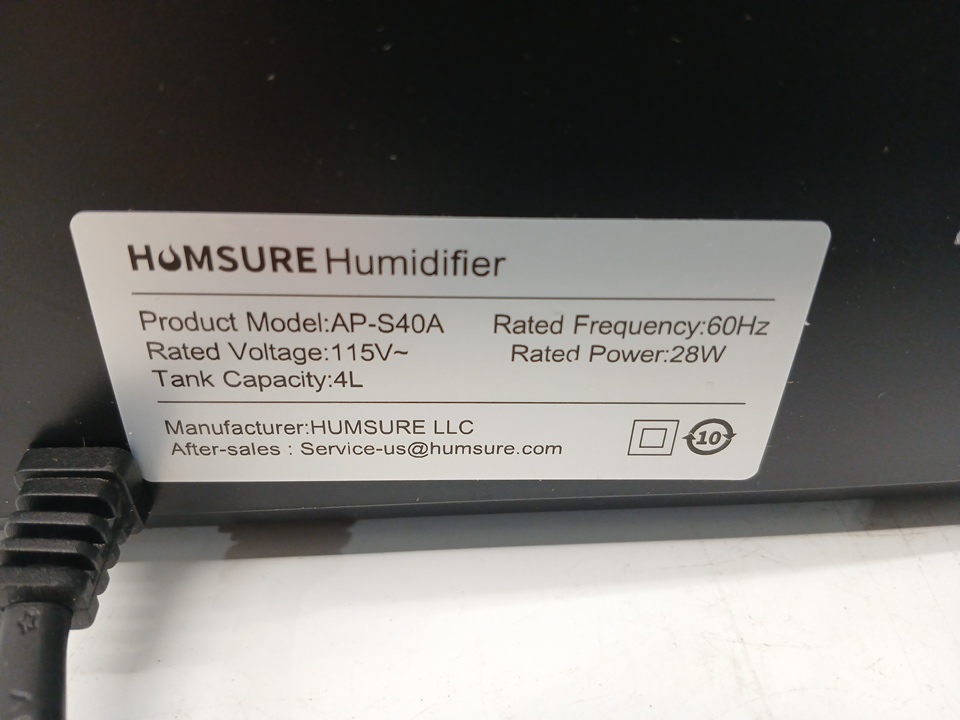 HUMSURE Humidifier
Product Model:AP-S40A Rated Frequency:60Hz
Rated Voltage:115V~ Rated Power:28W
Tank Capacity:4L
Manufacturer:HUMSURE LLC
After-sales : Service-us@humsure.com
10